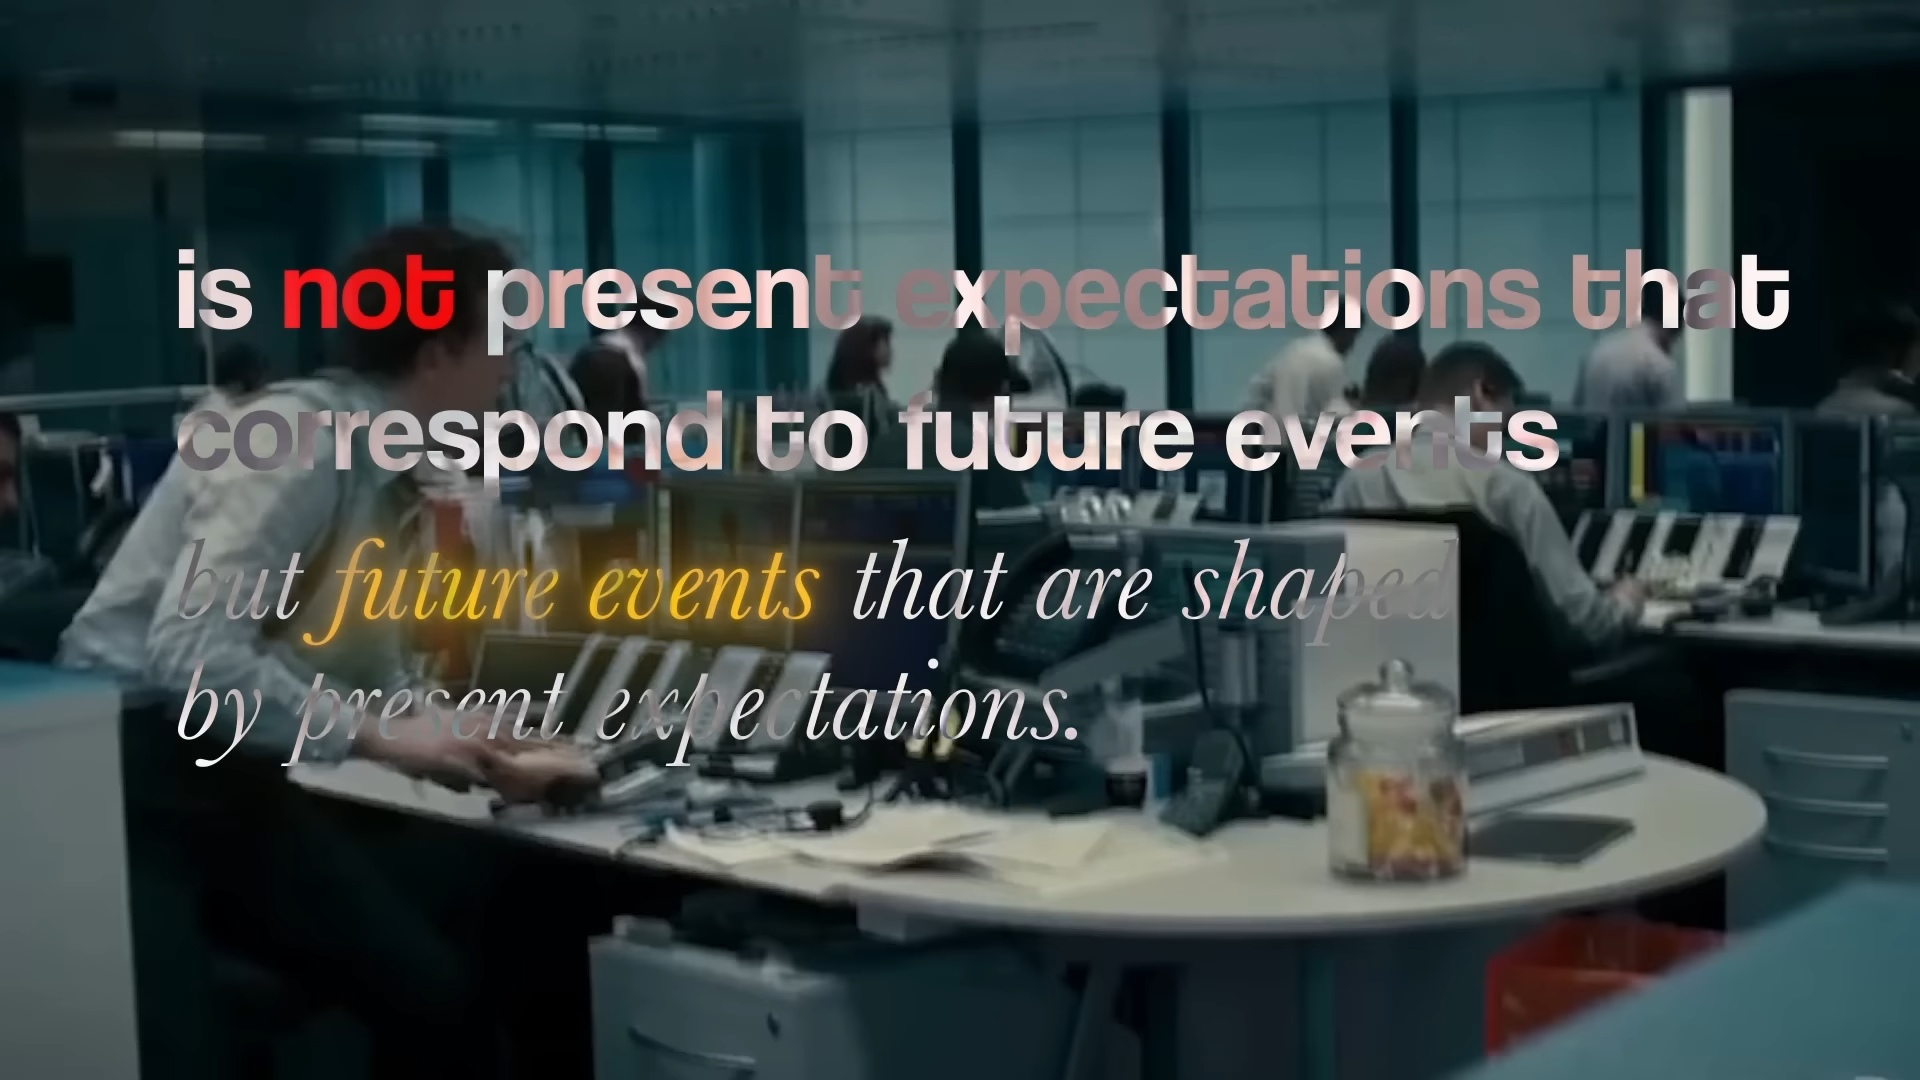 is not present expectations that
correspond to future events
but future events that are shaped
by present expectations.